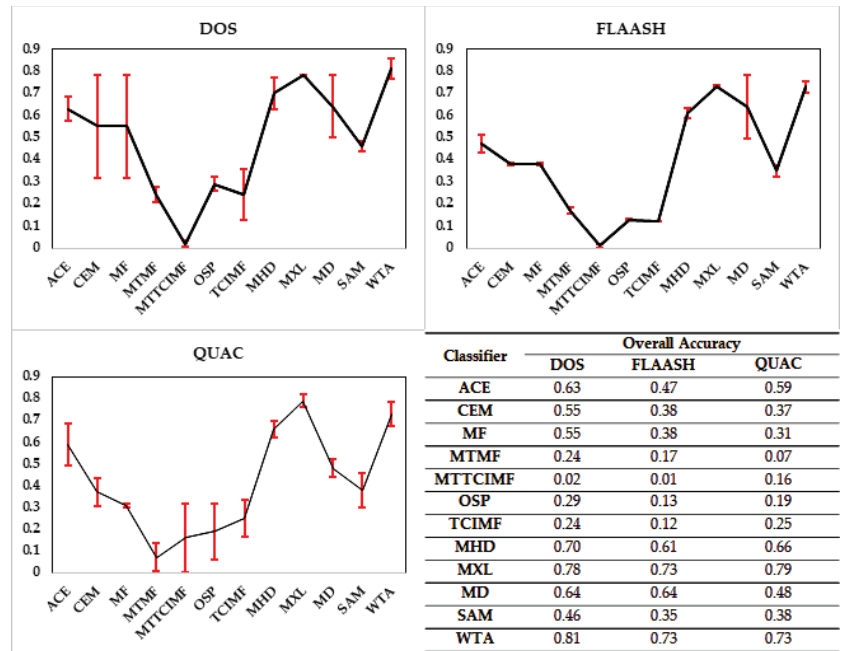 DOS
0.9
0.8
0.7
0.6
0.5
0.4
0.3
0.2
0.1
0
ACE CEM MF MTMF MTTCIMF OSP TCIMF MHD MXL MD SAM WTA
FLAASH
0.9
0.8
0.7
0.6
0.5
0.4
0.3
0.2
0.1
0
ACE CEM MF MTMF MTTCIMF OSP TCIMF MHD MXL MD SAM WTA
QUAC
0.9
0.8
0.7
0.6
0.5
0.4
0.3
0.2
0.1
0
ACE CEM MF MTMF MTTCIMF OSP TCIMF MHD MXL MD SAM WTA
Classifier Overall Accuracy
DOS FLAASH QUAC
ACE 0.63 0.47 0.59
CEM 0.55 0.38 0.37
MF 0.55 0.38 0.31
MTMF 0.24 0.17 0.07
MTTCIMF 0.02 0.01 0.16
OSP 0.29 0.13 0.19
TCIMF 0.24 0.12 0.25
MHD 0.70 0.61 0.66
MXL 0.78 0.73 0.79
MD 0.64 0.64 0.48
SAM 0.46 0.35 0.38
WTA 0.81 0.73 0.73